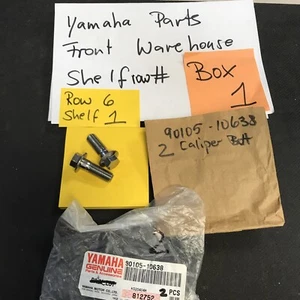 Yamaha Parts
Front Warehouse
Shelf row#
BOX
1
Row 6
Shelf 1
90105-10638
2 Caliper Bolt
YAMAHA
GENUINE
90105-10638
2 PCS
812752